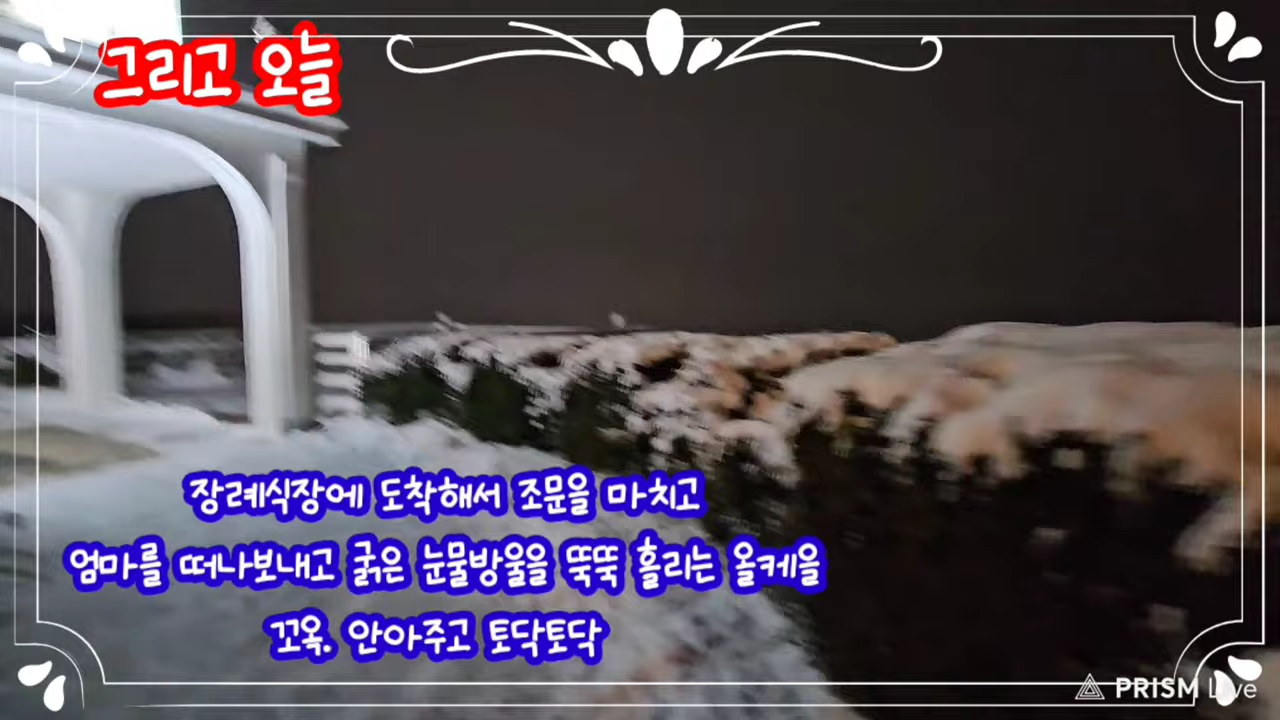 그리고 오늘
장례식장에 도착해서 조문을 마치고
엄마를 떠나보내고 굵은 눈물방울을 뚝뚝 흘리는 올케을
꼬옥. 안아주고 토닥토닥
PRISM Live